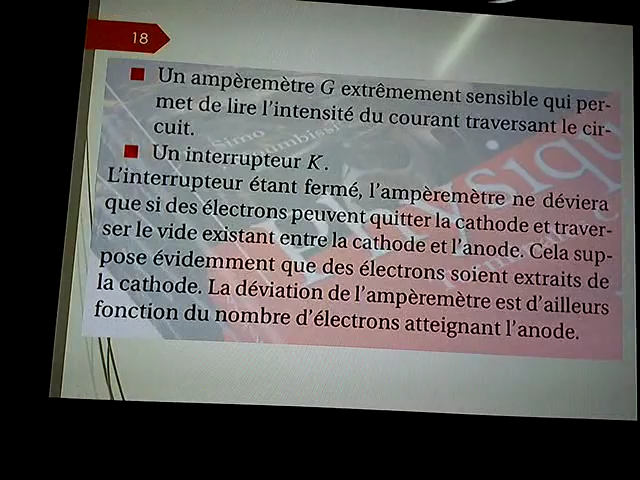 18
Un ampèremètre G extrêmement sensible qui per-
met de lire l'intensité du courant traversant le cir-
cuit.
Un interrupteur K.
L'interrupteur étant fermé, l'ampèremètre ne déviera
que si des électrons peuvent quitter la cathode et traver-
ser le vide existant entre la cathode et l'anode. Cela sup-
pose évidemment que des électrons soient extraits de
la cathode. La déviation de l'ampèremètre est d'ailleurs
fonction du nombre d'électrons atteignant l'anode.
Simo